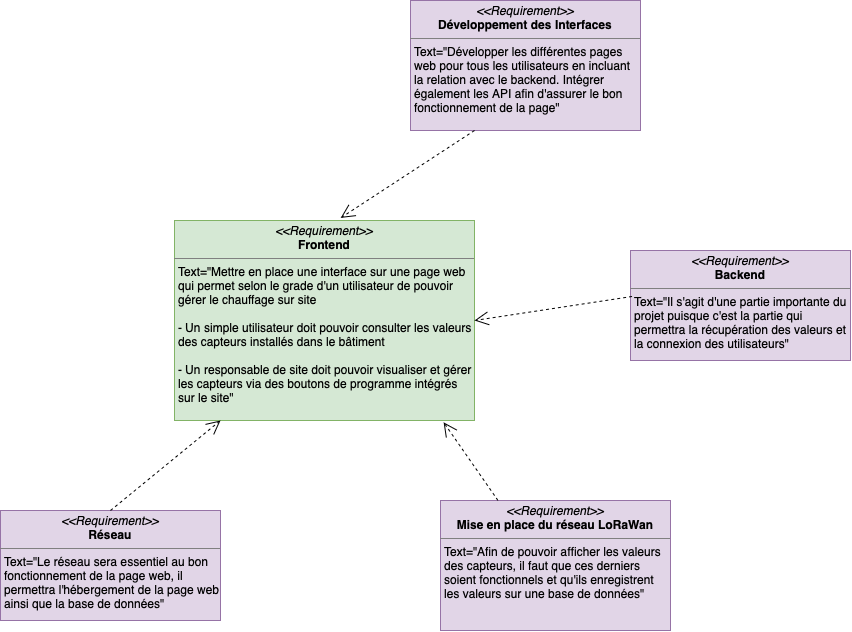 <<Requirement>>
Développement des Interfaces
Text="Développer les différentes pages
web pour tous les utilisateurs en incluant
la relation avec le backend. Intégrer
également les API afin d'assurer le bon
fonctionnement de la page"
<<Requirement>>
Frontend
Text="Mettre en place une interface sur une page web
qui permet selon le grade d'un utilisateur de pouvoir
gérer le chauffage sur site
- Un simple utilisateur doit pouvoir consulter les valeurs
des capteurs installés dans le bâtiment
- Un responsable de site doit pouvoir visualiser et gérer
les capteurs via des boutons de programme intégrés
sur le site"
<<Requirement>>
Backend
Text="Il s'agit d'une partie importante du
projet puisque c'est la partie qui
permettra la récupération des valeurs et
la connexion des utilisateurs"
<<Requirement>>
Réseau
Text="Le réseau sera essentiel au bon
fonctionnement de la page web, il
permettra l'hébergement de la page web
ainsi que la base de données"
<<Requirement>>
Mise en place du réseau LoRaWan
Text="Afin de pouvoir afficher les valeurs
des capteurs, il faut que ces derniers
soient fonctionnels et qu'ils enregistrent
les valeurs sur une base de données"